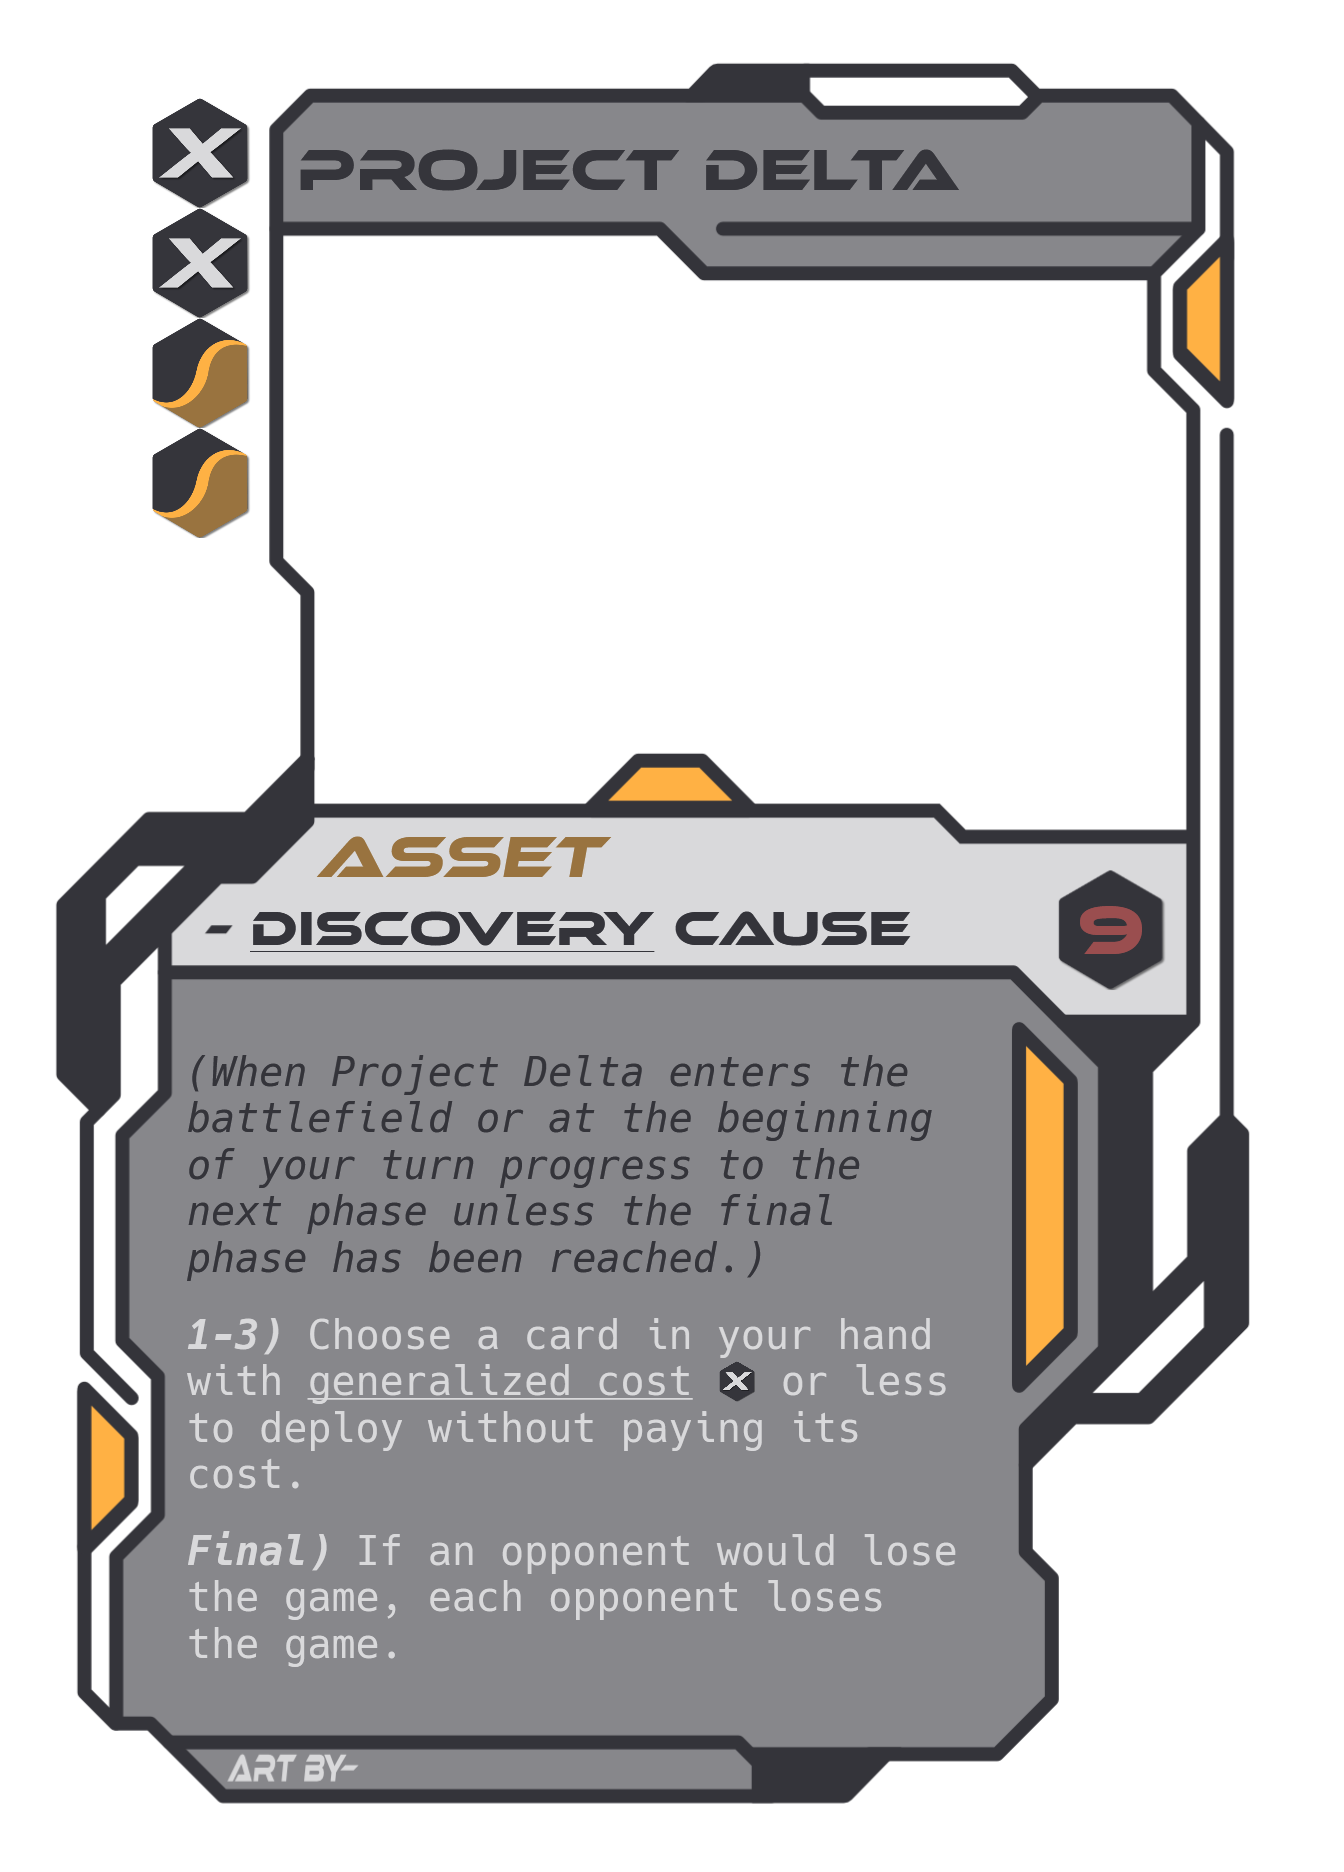 PROJECT DELTA
X
X
ASSET
- DISCOVERY CAUSE
9
(When Project Delta enters the
battlefield or at the beginning
of your turn progress to the
next phase unless the final
phase has been reached.)
1-3) Choose a card in your hand
with generalized cost X or less
to deploy without paying its
cost.
Final) If an opponent would lose
the game, each opponent loses
the game.
ART BY-